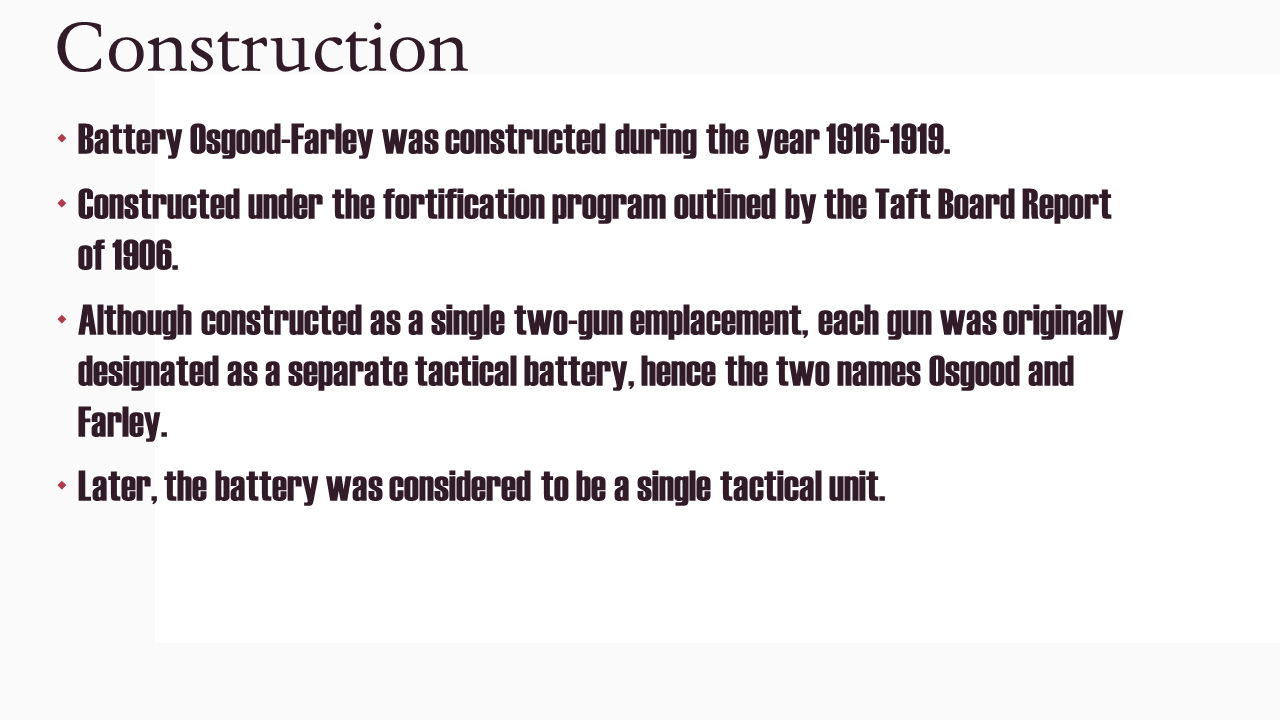 Construction
Battery Osgood-Farley was constructed during the year 1916-1919.
Constructed under the fortification program outlined by the Taft Board Report
of 1906.
Although constructed as a single two-gun emplacement, each gun was originally
designated as a separate tactical battery, hence the two names Osgood and
Farley.
Later, the battery was considered to be a single tactical unit.